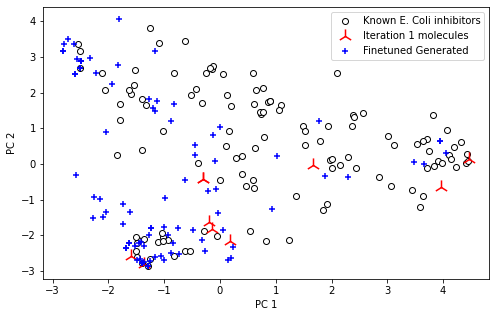 Known E. Coli inhibitors
Iteration 1 molecules
Finetuned Generated
4
3
2
1
0
−1
−2
−3
PC 2
−3 −2 −1 0 1 2 3 4
PC 1